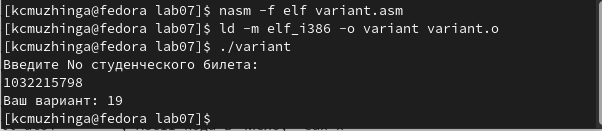 [kcmuzhinga@fedora lab07]$ nasm -f elf variant.asm
[kcmuzhinga@fedora lab07]$ ld -m elf_i386 -o variant variant.o
[kcmuzhinga@fedora lab07]$ ./variant
Введите No студенческого билета:
1032215798
Ваш вариант: 19
[kcmuzhinga@fedora lab07]$